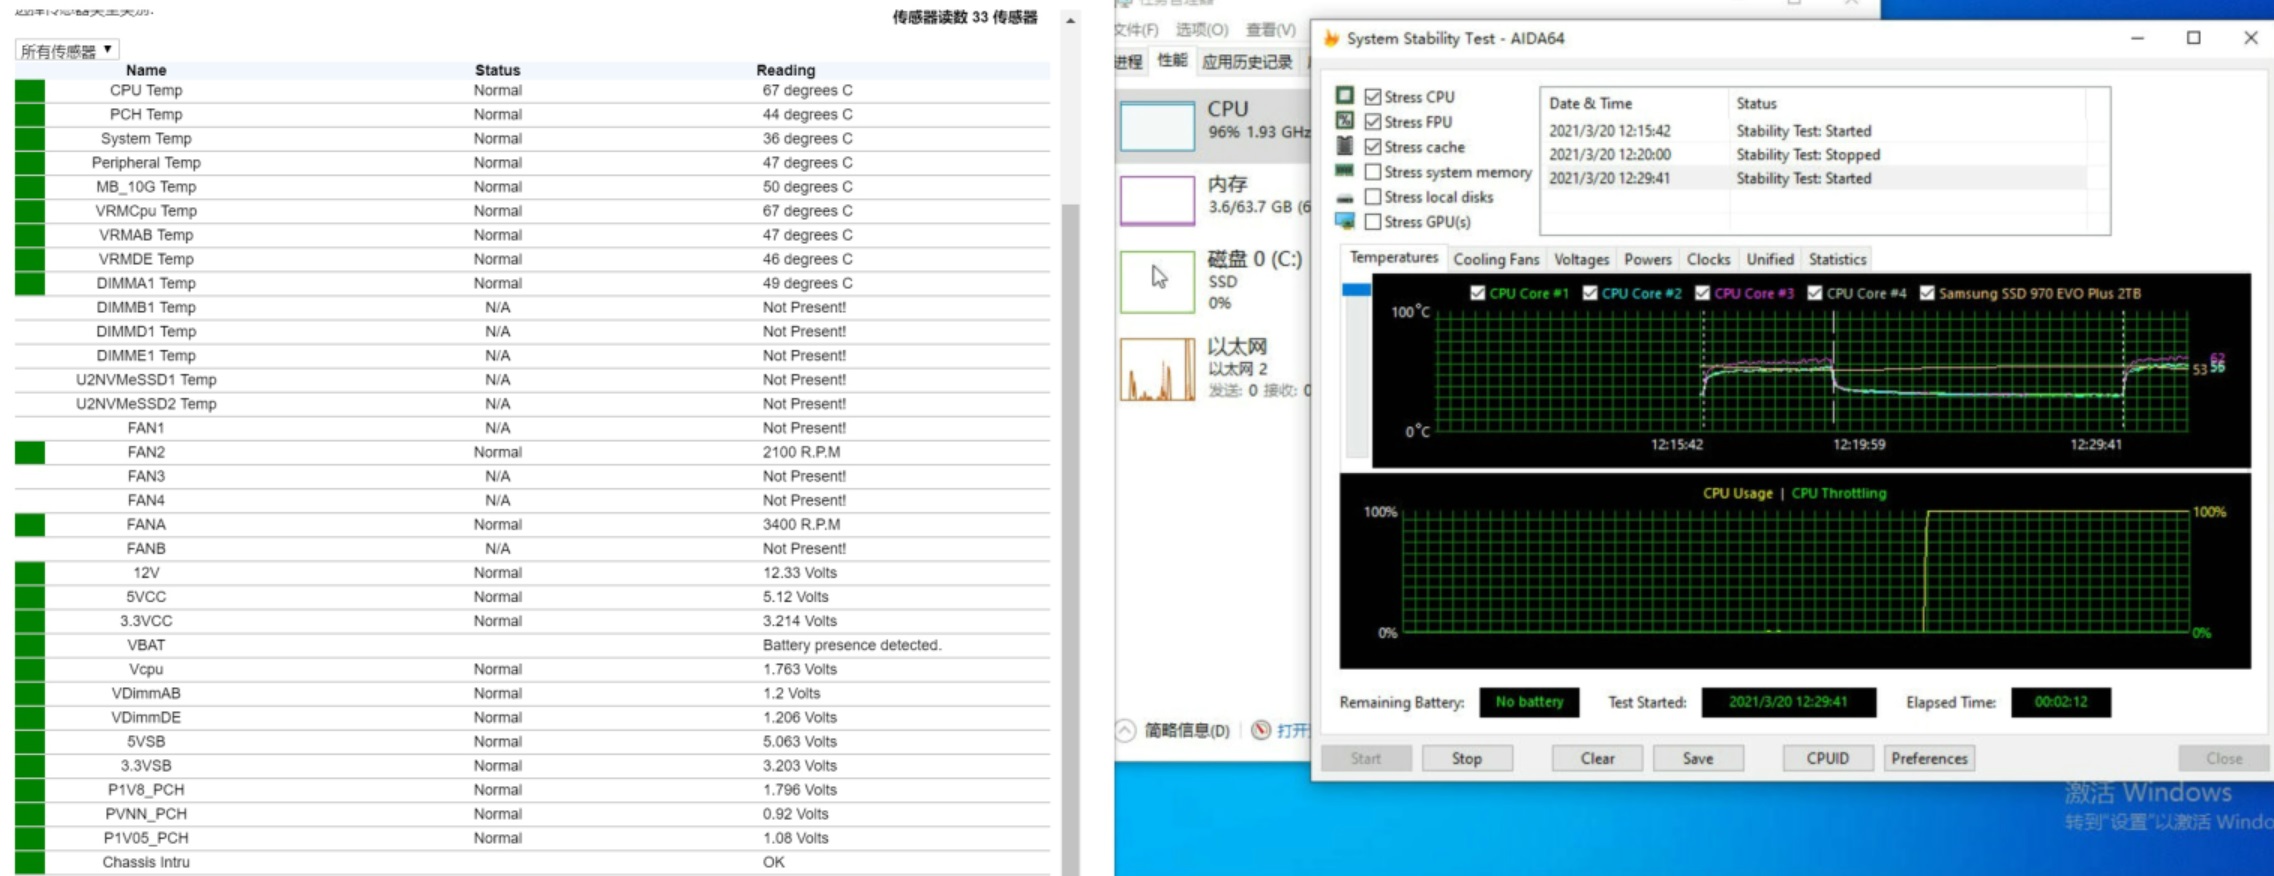 传感器读数 33 传感器
所有传感器 ▼
Name Status Reading
CPU Temp Normal 67 degrees C
PCH Temp Normal 44 degrees C
System Temp Normal 36 degrees C
Peripheral Temp Normal 47 degrees C
MB_10G Temp Normal 50 degrees C
VRMCpu Temp Normal 67 degrees C
VRMAB Temp Normal 47 degrees C
VRMDE Temp Normal 46 degrees C
DIMMA1 Temp Normal 49 degrees C
DIMMB1 Temp N/A Not Present!
DIMMD1 Temp N/A Not Present!
DIMME1 Temp N/A Not Present!
U2NVMeSSD1 Temp N/A Not Present!
U2NVMeSSD2 Temp N/A Not Present!
FAN1 N/A Not Present!
FAN2 Normal 2100 R.P.M
FAN3 N/A Not Present!
FAN4 N/A Not Present!
FANA Normal 3400 R.P.M
FANB N/A Not Present!
12V Normal 12.33 Volts
5VCC Normal 5.12 Volts
3.3VCC Normal 3.214 Volts
VBAT Battery presence detected.
Vcpu Normal 1.763 Volts
VDimmAB Normal 1.2 Volts
VDimmDE Normal 1.206 Volts
5VSB Normal 5.063 Volts
3.3VSB Normal 3.203 Volts
P1V8_PCH Normal 1.796 Volts
PVNN_PCH Normal 0.92 Volts
P1V05_PCH Normal 1.08 Volts
Chassis Intru OK
文件(F) 选项(O) 查看(V)
进程 性能 应用历史记录
CPU
96% 1.93 GHz
内存
3.6/63.7 GB (6
磁盘 0 (C:)
SSD
0%
以太网
以太网 2
发送: 0 接收: 0
简略信息(D) 打开
System Stability Test - AIDA64
Stress CPU
Stress FPU
Stress cache
Stress system memory
Stress local disks
Stress GPU(s)
Date & Time Status
2021/3/20 12:15:42 Stability Test: Started
2021/3/20 12:20:00 Stability Test: Stopped
2021/3/20 12:29:41 Stability Test: Started
Temperatures Cooling Fans Voltages Powers Clocks Unified Statistics
CPU Core #1 CPU Core #2 CPU Core #3 CPU Core #4 Samsung SSD 970 EVO Plus 2TB
100°C
62
53 56
0°C
12:15:42 12:19:59 12:29:41
CPU Usage | CPU Throttling
100% 100%
0% 0%
Remaining Battery: No battery Test Started: 2021/3/20 12:29:41 Elapsed Time: 00:02:12
Start Stop Clear Save CPUID Preferences Close
激活 Windows
转到"设置"以激活 Windo